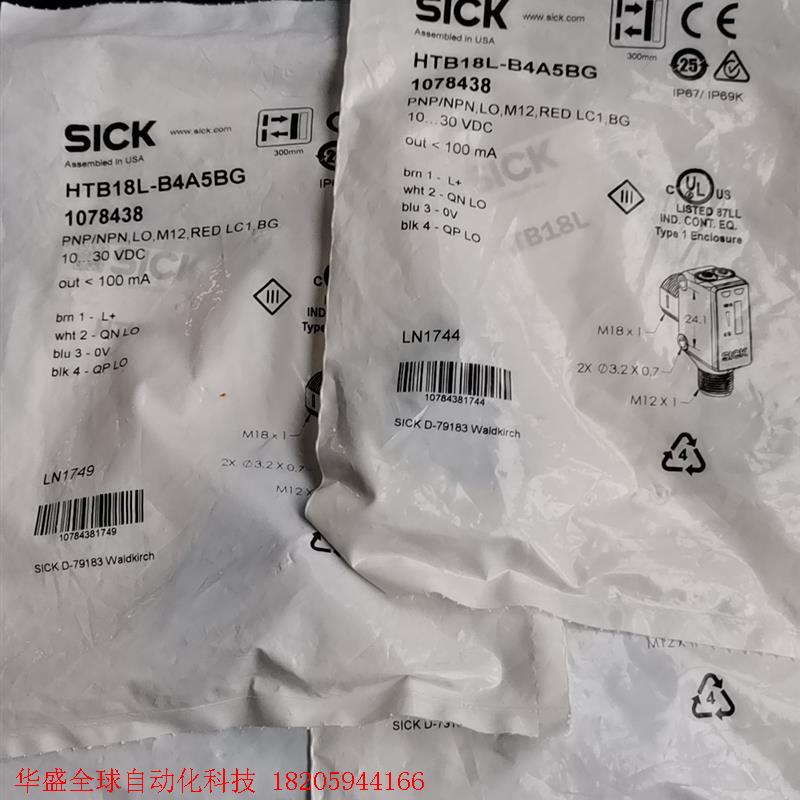 SICK www.sick.com
Assembled in USA
300mm
HTB18L-B4A5BG
1078438
PNP/NPN,LO,M12,RED LC1,BG
10...30 VDC
out < 100 mA
brn 1 - L+
wht 2 - QN LO
blu 3 - 0V
blk 4 - QP LO
III
M18 x 1
2X Ø3.2 X 0,7
M12
LN1749
10784381749
SICK D-79183 Waldkirch
SICK www.sick.com
Assembled in USA
300mm
25
HTB18L-B4A5BG
1078438
IP67/ IP69K
PNP/NPN,LO,M12,RED LC1,BG
10...30 VDC
out < 100 mA
brn 1 - L+
wht 2 - QN LO
blu 3 - 0V
blk 4 - QP LO
III
C UL US
LISTED 87LL
IND. CONT. EQ.
Type 1 Enclosure
24.1
SICK
M18 x 1
2X Ø3.2 X 0,7
M12 X 1
LN1744
10784381744
SICK D-79183 Waldkirch
4
4
华盛全球自动化科技 18205944166